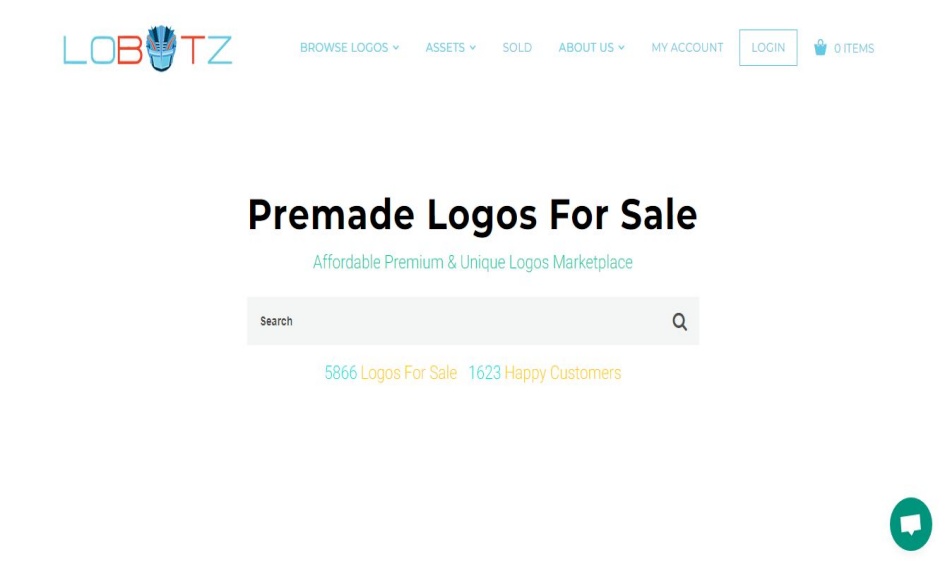 LOBOTZ
BROWSE LOGOS ASSETS SOLD ABOUT US MY ACCOUNT LOGIN 0 ITEMS
Premade Logos For Sale
Affordable Premium & Unique Logos Marketplace
Search
5866 Logos For Sale 1623 Happy Customers